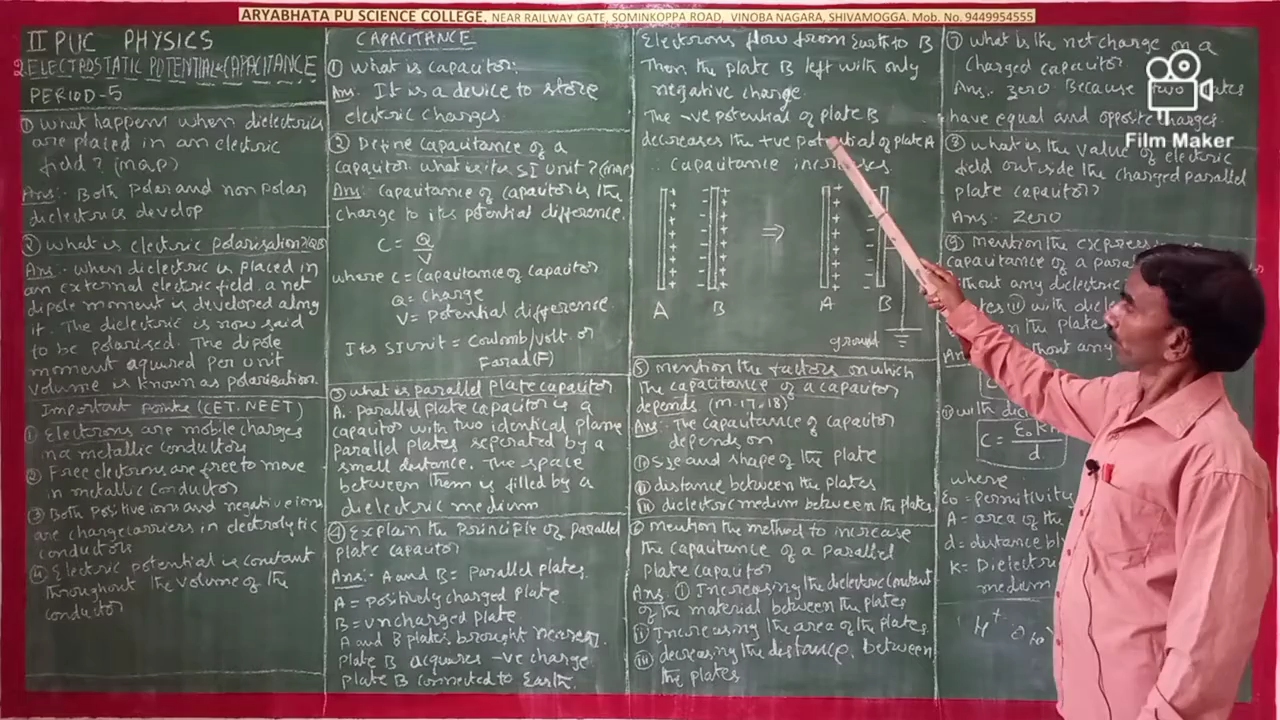 ARYABHATA PU SCIENCE COLLEGE, NEAR RAILWAY GATE, SOMINKOPPA ROAD, VINOBA NAGARA, SHIVAMOGGA. Mob. No. 9449954555
II PUC PHYSICS
2. ELECTROSTATIC POTENTIAL & CAPACITANCE
PERIOD-5
① What happens when dielectrics
are placed in an electric
field? (MQP)
Ans:- Both Polar and non Polar
dielectrics develop
② what is electric polarisation?
Ans:- when dielectric is placed in
an external electric field, a net
dipole moment is developed along
it. The dielectric is now said
to be polarised. The dipole
moment aquired per unit
volume is known as polarisation.
Important points (CET, NEET)
① Electrons are mobile charges
in a metallic conductors
② Free electrons are free to move
in metallic conductor
③ Both positive ions and negative ions
are charge carriers in electrolytic
conductors
④ Electric potential is constant
throughout the volume of the
conductor
CAPACITANCE
① What is capacitor?
Ans: It is a device to store
electric charges.
② Define capacitance of a
capacitor. what is its SI unit? (MQP)
Ans: Capacitance of capacitor is the
charge to its potential difference.
C = Q/V
where C = Capacitance of Capacitor
Q = charge
V = Potential difference.
Its SI unit = Coulomb/volt or
Farad (F)
③ what is parallel plate capacitor
A. parallel plate capacitor is a
capacitor with two identical plane
parallel plates seperated by a
small distance. The space
between them is filled by a
dielectric medium
④ Explain the Principle of parallel
plate capacitor
Ans:- A and B = Parallel plates.
A = positively charged plate
B = uncharged plate.
A and B plates brought nearer,
plate B acquares -ve charge
plate B connected to Earth.
Electrons flow from Earth to B
Then the plate B left with only
negative charge.
The -ve potential of plate B
decreases the +ve potential of plate A
∴ Capacitance increases.
A B ⇒ A B
ground
⑤ mention the factors on which
the capacitance of a capacitor
depends (M.17,18)
Ans: The capacitance of capacitor
depends on
i) size and shape of the plate
ii) distance between the plates
iii) dielectric medium between the plates.
⑥ mention the method to increase
the capacitance of a parallel
plate capacitor
Ans. i) Increasing the dielectric constant
of the material between the plates
ii) Increasing the area of the plates.
iii) decreasing the distance, between
the plates
⑦ what is the net charge on a
charged capacitor.
Ans:- zero Because two
have equal and opposite charges.
Film Maker
⑧ what is the value of electric
field outside the charged parallel
plate capacitor?
Ans:- Zero
⑨ mention the
capacitance of a
without any
ii) with
the plates
An
without any
ii) with
C = ε₀ K
d
where
ε₀ = permittivity
A = area of the
d = distance
K = Dielectric
medium
H⁺